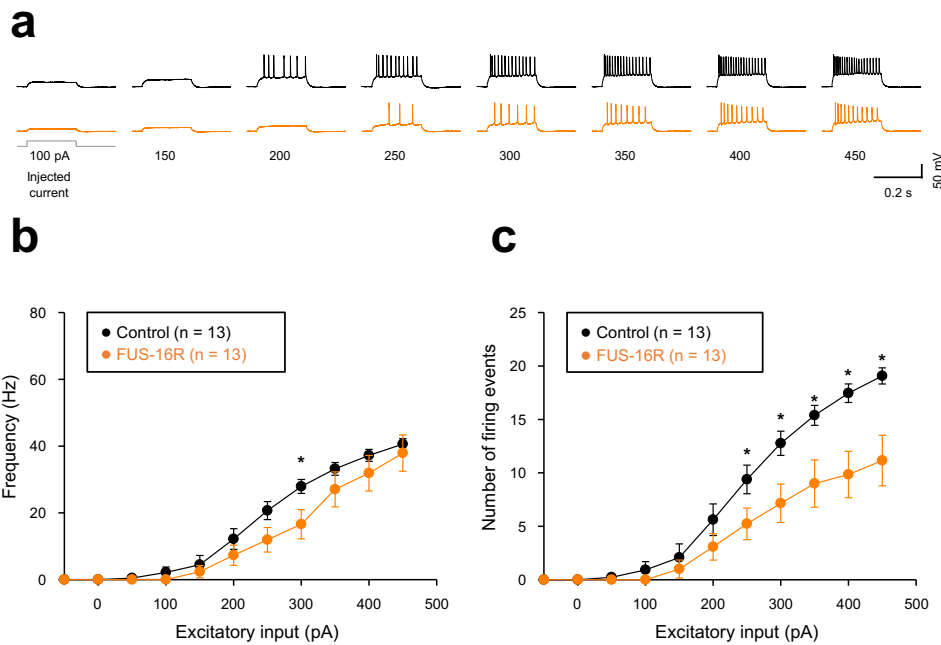 a
100 pA 150 200 250 300 350 400 450
Injected
current
0.2 s
50 mV
b
80
60
40
20
0
Frequency (Hz)
Control (n = 13)
FUS-16R (n = 13)
*
0 100 200 300 400 500
Excitatory input (pA)
c
25
20
15
10
5
0
Number of firing events
Control (n = 13)
FUS-16R (n = 13)
* * * * *
0 100 200 300 400 500
Excitatory input (pA)